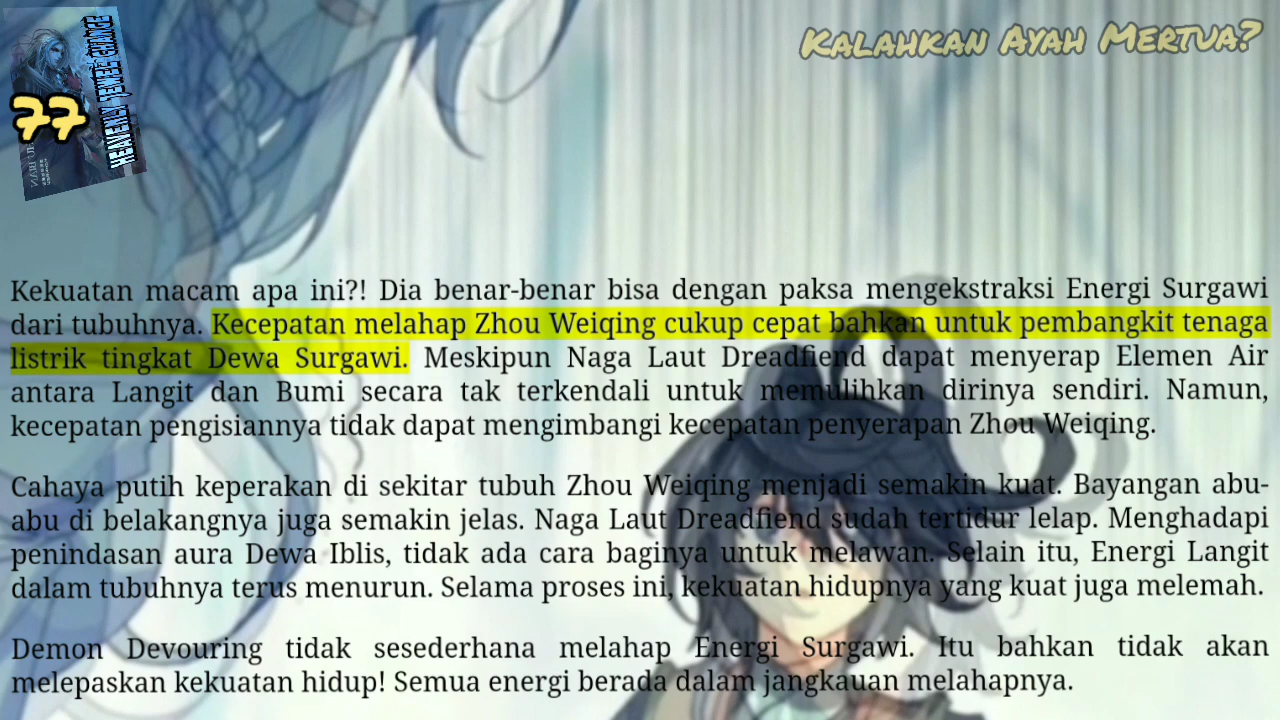 Kalahkan Ayah Mertua?
77
HEAVENLY JEWEL CHANGE
Kekuatan macam apa ini?! Dia benar-benar bisa dengan paksa mengekstraksi Energi Surgawi
dari tubuhnya. Kecepatan melahap Zhou Weiqing cukup cepat bahkan untuk pembangkit tenaga
listrik tingkat Dewa Surgawi. Meskipun Naga Laut Dreadfiend dapat menyerap Elemen Air
antara Langit dan Bumi secara tak terkendali untuk memulihkan dirinya sendiri. Namun,
kecepatan pengisiannya tidak dapat mengimbangi kecepatan penyerapan Zhou Weiqing.
Cahaya putih keperakan di sekitar tubuh Zhou Weiqing menjadi semakin kuat. Bayangan abu-
abu di belakangnya juga semakin jelas. Naga Laut Dreadfiend sudah tertidur lelap. Menghadapi
penindasan aura Dewa Iblis, tidak ada cara baginya untuk melawan. Selain itu, Energi Langit
dalam tubuhnya terus menurun. Selama proses ini, kekuatan hidupnya yang kuat juga melemah.
Demon Devouring tidak sesederhana melahap Energi Surgawi. Itu bahkan tidak akan
melepaskan kekuatan hidup! Semua energi berada dalam jangkauan melahapnya.